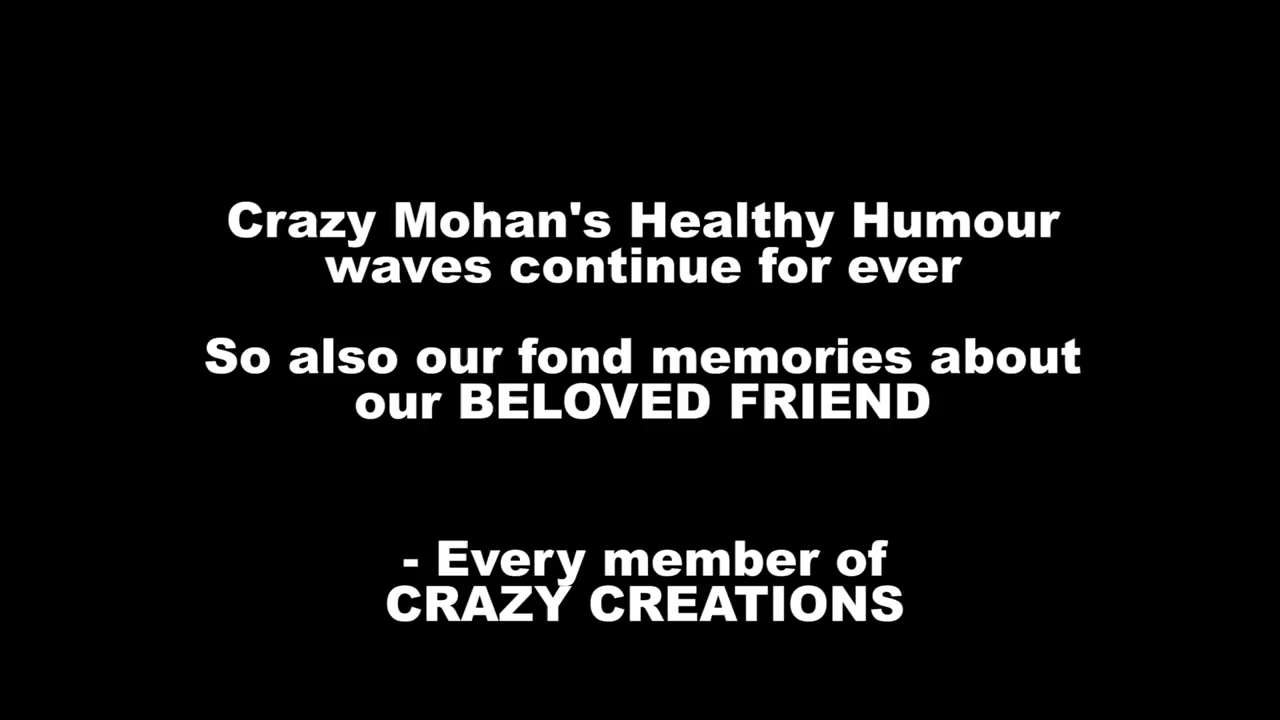 Crazy Mohan's Healthy Humour
waves continue for ever
So also our fond memories about
our BELOVED FRIEND
- Every member of
CRAZY CREATIONS